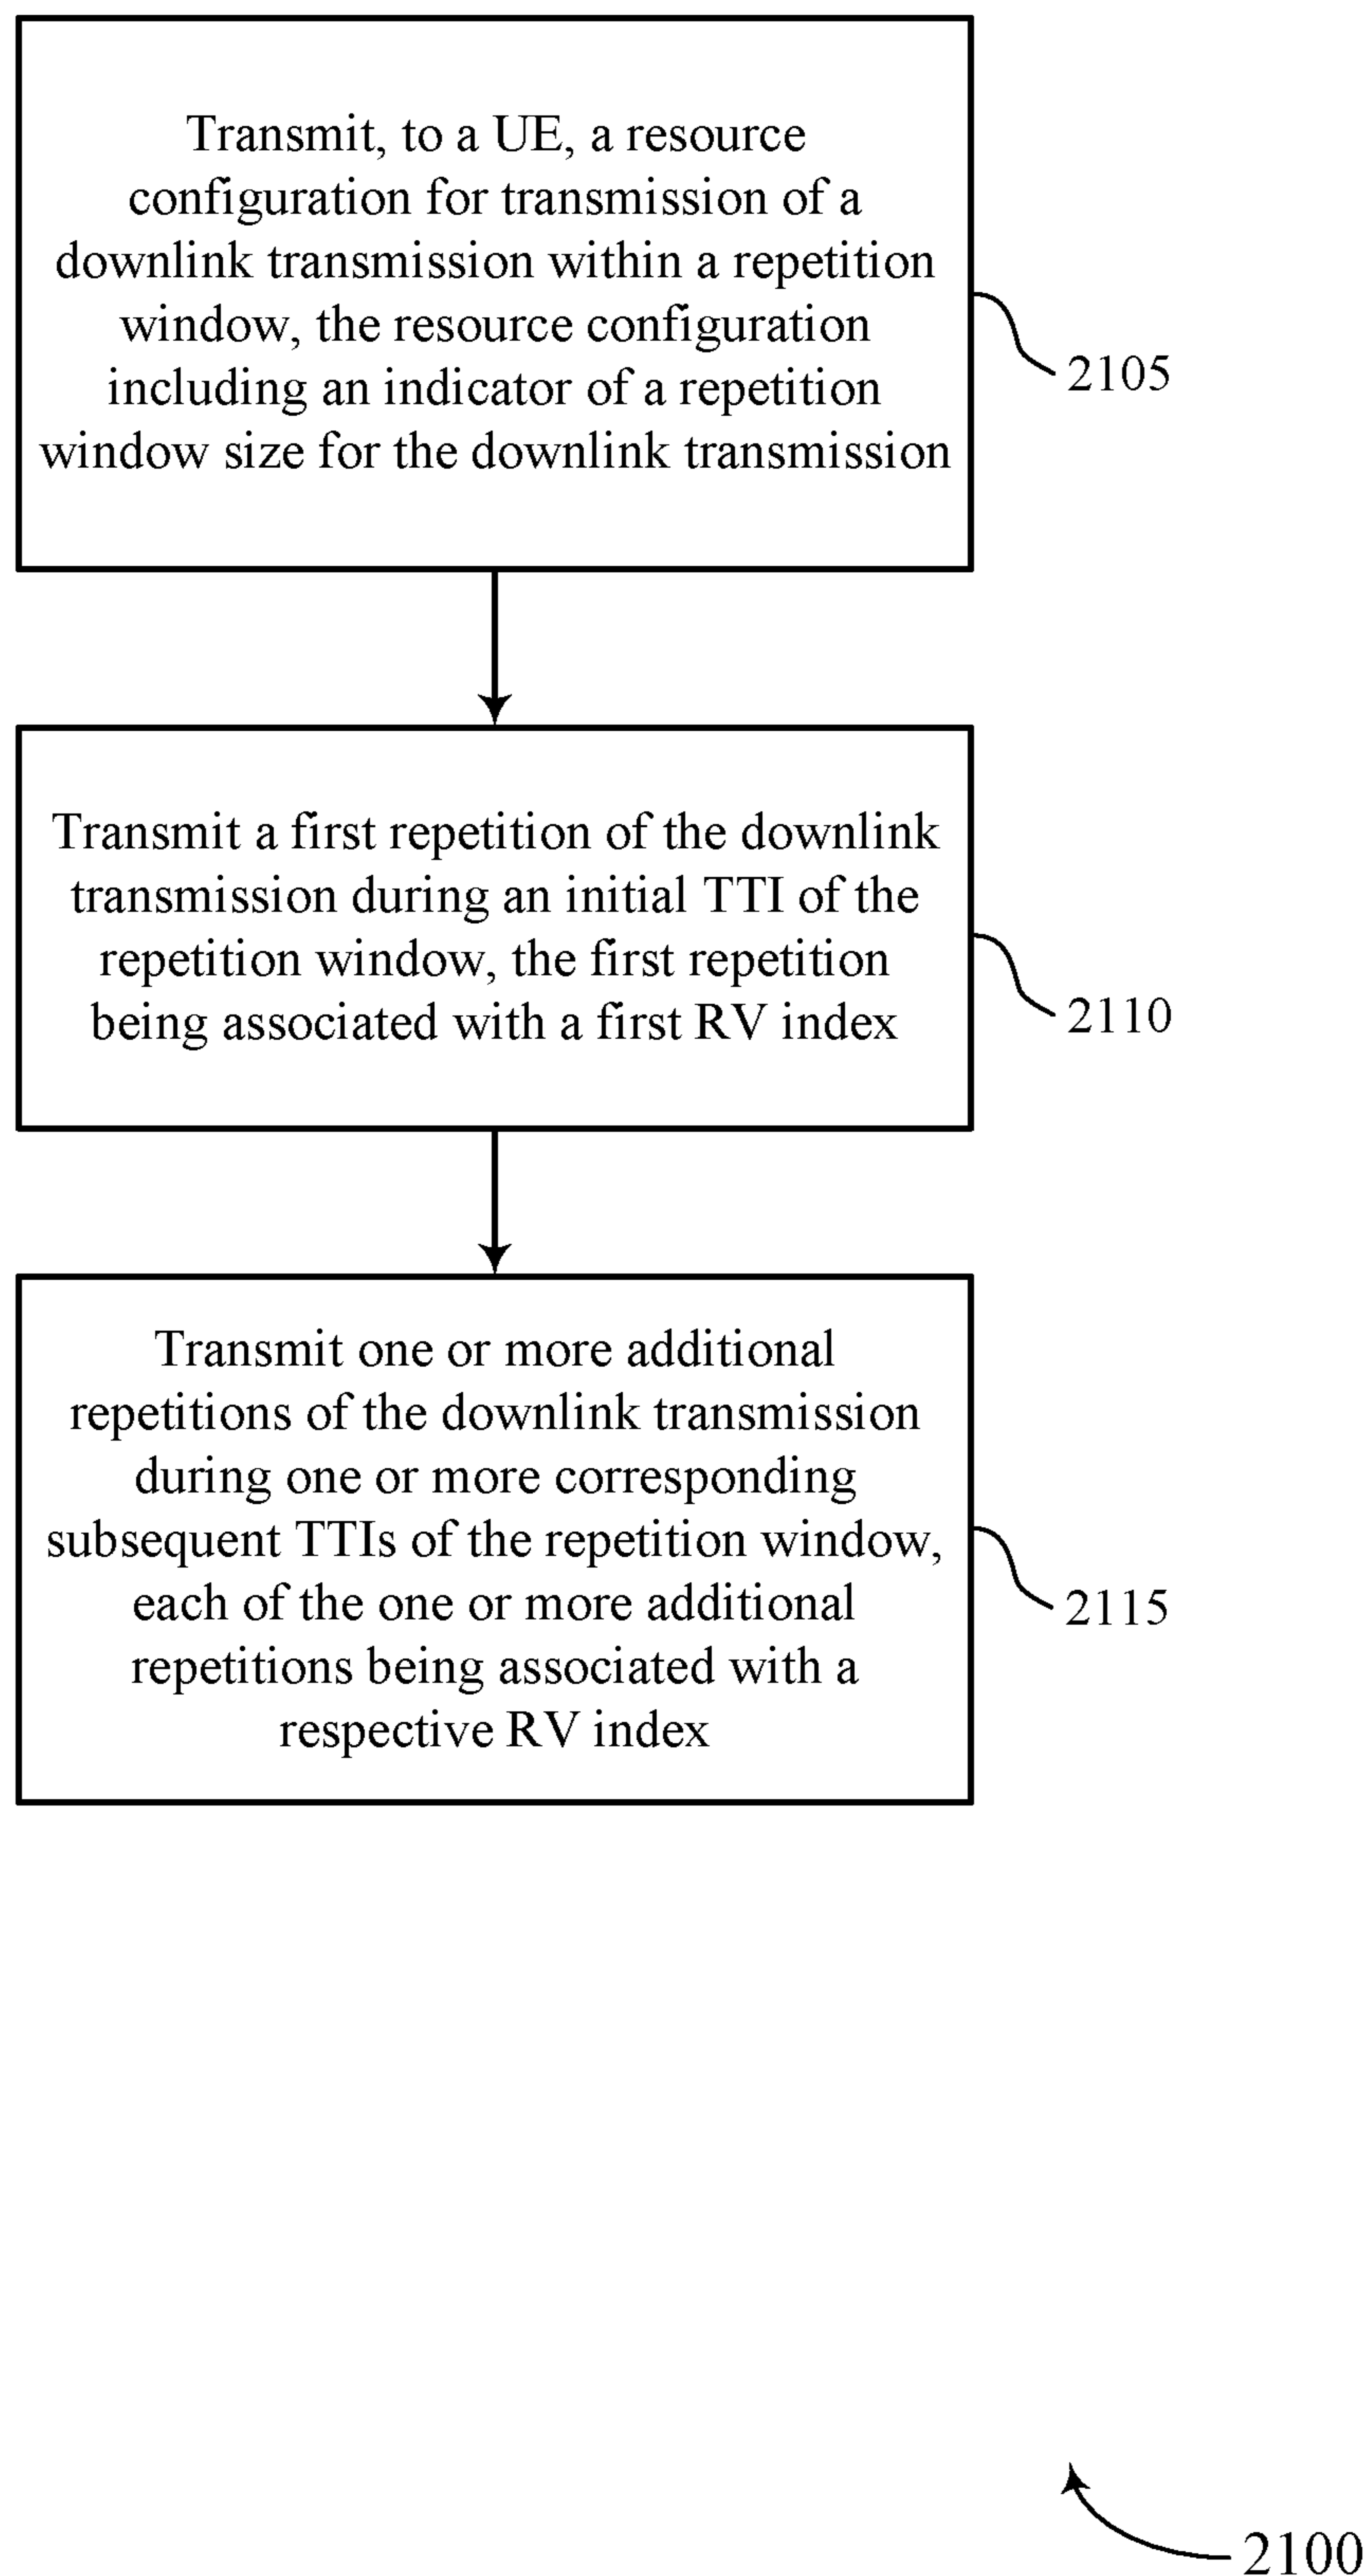 Transmit, to a UE, a resource
configuration for transmission of a
downlink transmission within a repetition
window, the resource configuration
including an indicator of a repetition
window size for the downlink transmission
2105
Transmit a first repetition of the downlink
transmission during an initial TTI of the
repetition window, the first repetition
being associated with a first RV index
2110
Transmit one or more additional
repetitions of the downlink transmission
during one or more corresponding
subsequent TTIs of the repetition window,
each of the one or more additional
repetitions being associated with a
respective RV index
2115
2100